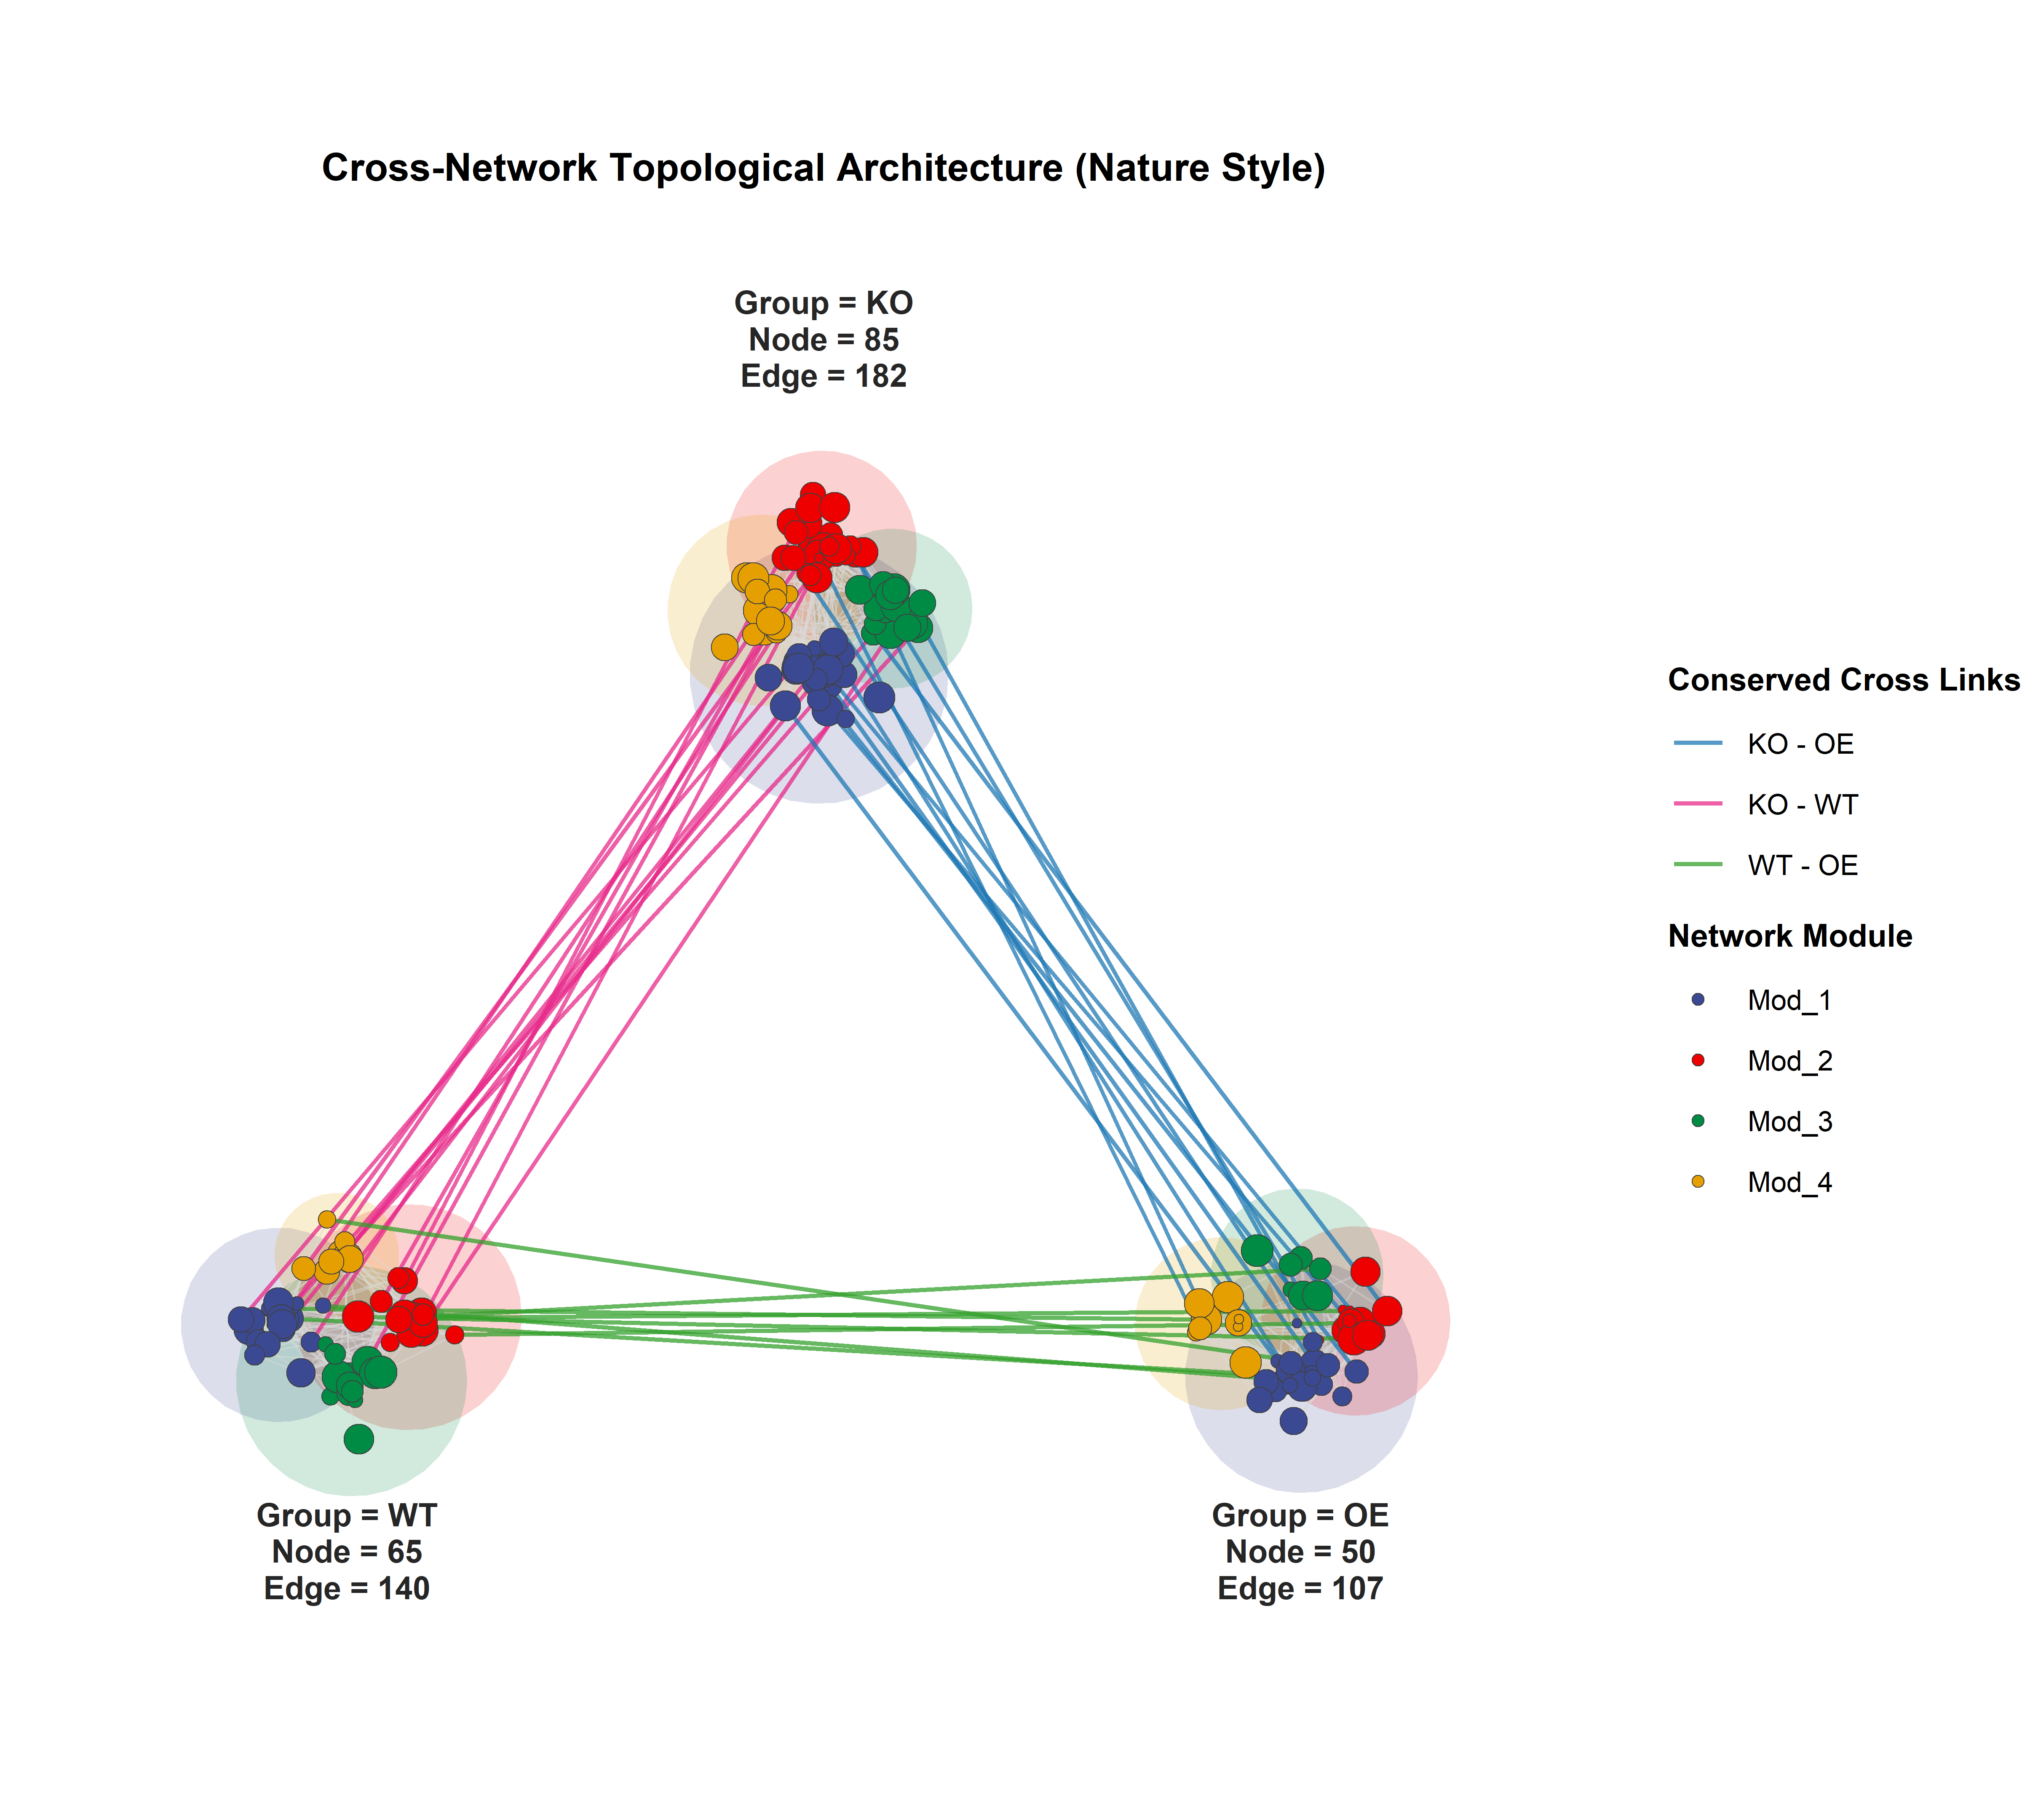 Cross-Network Topological Architecture (Nature Style)
Group = KO
Node = 85
Edge = 182
Conserved Cross Links
KO - OE
KO - WT
WT - OE
Network Module
Mod_1
Mod_2
Mod_3
Mod_4
Group = WT
Node = 65
Edge = 140
Group = OE
Node = 50
Edge = 107